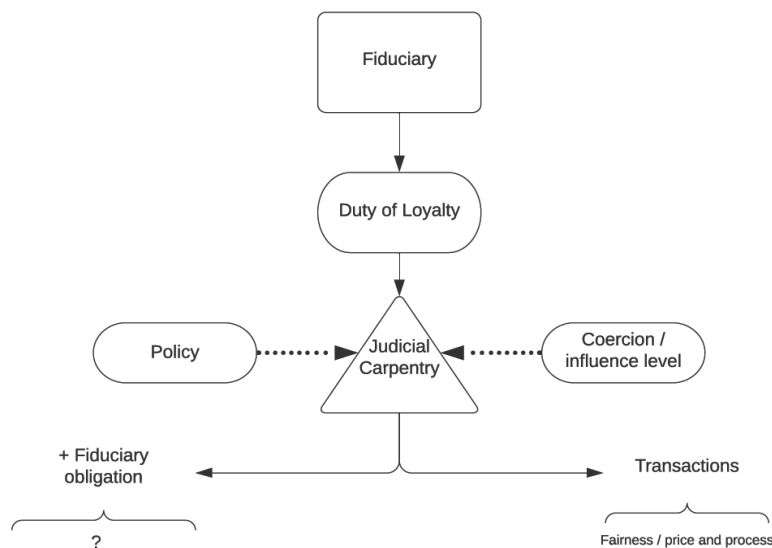 Fiduciary
Duty of Loyalty
Policy
Judicial
Carpentry
Coercion /
influence level
+ Fiduciary
obligation
Transactions
?
Fairness / price and process